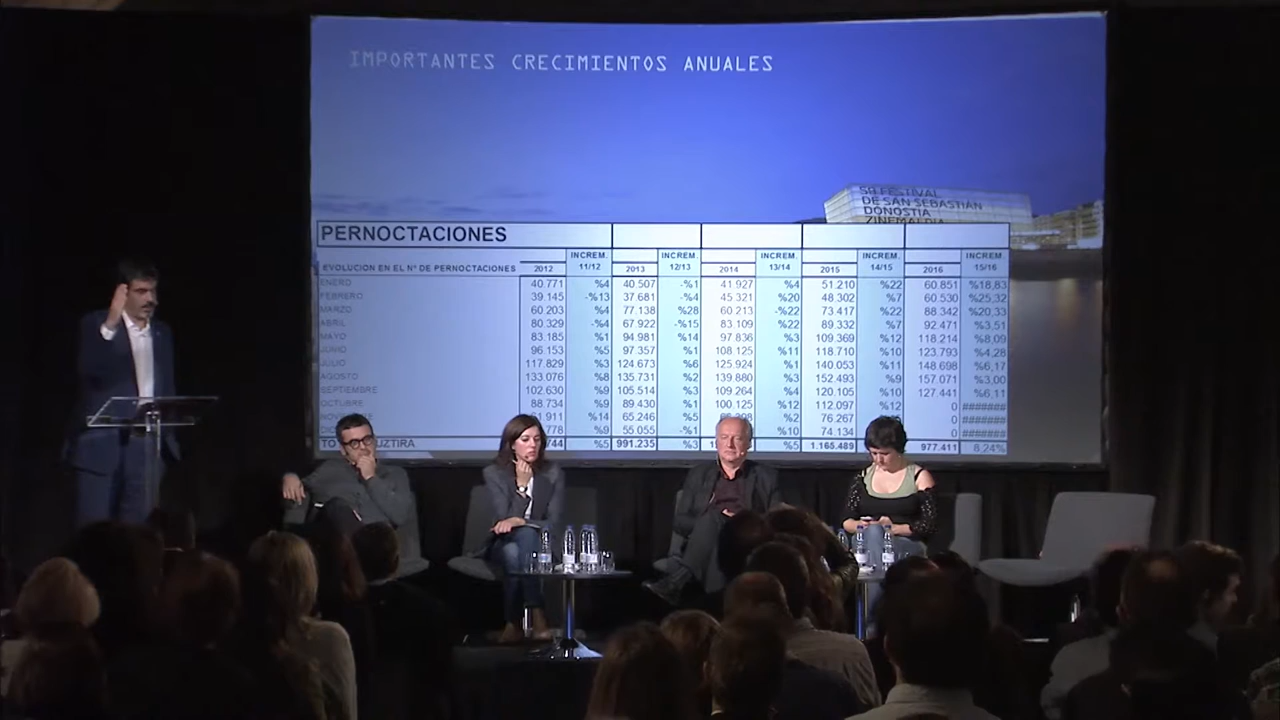 IMPORTANTES CRECIMIENTOS ANUALES
58 FESTIVAL
DE SAN SEBASTIÁN
DONOSTIA
ZINEMALDIA
PERNOCTACIONES
INCREM. INCREM. INCREM. INCREM. INCREM.
EVOLUCION EN EL Nº DE PERNOCTACIONES 2012 11/12 2013 12/13 2014 13/14 2015 14/15 2016 15/16
ENERO 40.771 %4 40.507 -%1 41.927 %4 51.210 %22 60.851 %18,83
FEBRERO 39.145 -%13 37.681 -%4 45.321 %20 48.302 %7 60.530 %25,32
MARZO 60.203 %4 77.138 %28 60.213 -%22 73.417 %22 88.342 %20,33
ABRIL 80.329 -%4 67.922 -%15 83.109 %22 89.332 %7 92.471 %3,51
MAYO 83.185 %1 94.981 %14 97.836 %3 109.369 %12 118.214 %8,09
JUNIO 96.153 %5 97.357 %1 108.125 %11 118.710 %10 123.793 %4,28
JULIO 117.829 %3 124.673 %6 125.924 %1 140.053 %11 148.698 %6,17
AGOSTO 133.076 %8 135.731 %2 139.880 %3 152.493 %9 157.071 %3,00
SEPTIEMBRE 102.630 %9 105.514 %3 109.264 %4 120.105 %10 127.441 %6,11
OCTUBRE 88.734 %9 89.430 %1 100.125 %12 112.097 %12 0 #######
%14 65.246 %5 %2 76.267 0 #######
%9 55.055 -%1 %10 74.134 0 #######
%5 991.235 %3 %5 1.165.489 977.411 8,24%